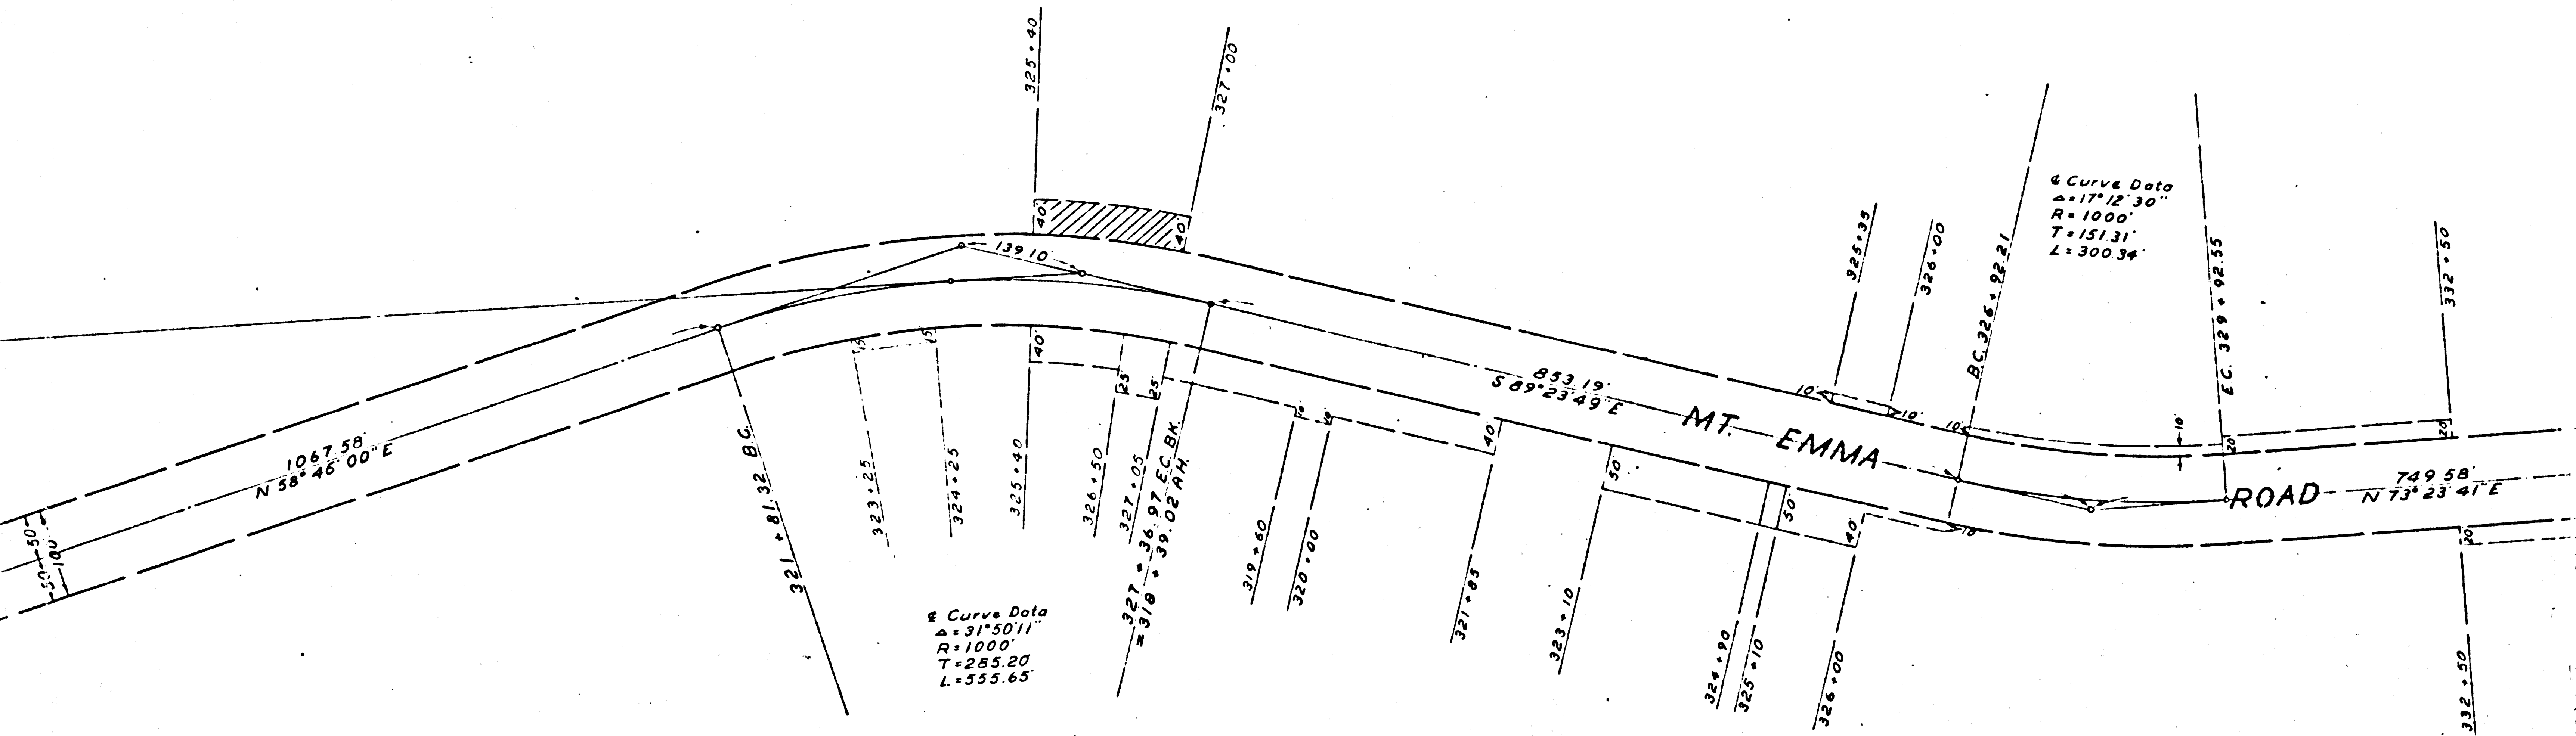 325+40
327+00
40'
40'
139.10'
1067.58'
N 58°46'00"E
50
50
100'
321+81.32 B.C.
15'
15'
323+25
324+25
40'
325+40
25'
25'
326+50
327+05
327+36.97 E.C. BK.
=318+39.02 AH.
₵ Curve Data
Δ=31°50'11"
R=1000'
T=285.20'
L=555.65'
319+60
320+00
40'
321+85
853.19'
S 89°23'49"E
MT. EMMA
50'
323+10
50'
324+90
325+10
40'
326+00
10'
10'
325+35
326+00
10'
10'
B.C. 326+92.21
₵ Curve Data
Δ=17°12'30"
R=1000'
T=151.31'
L=300.34'
E.C. 329+92.55
10
20'
20'
332+50
ROAD
749.58'
N 73°23'41"E
20'
332+50